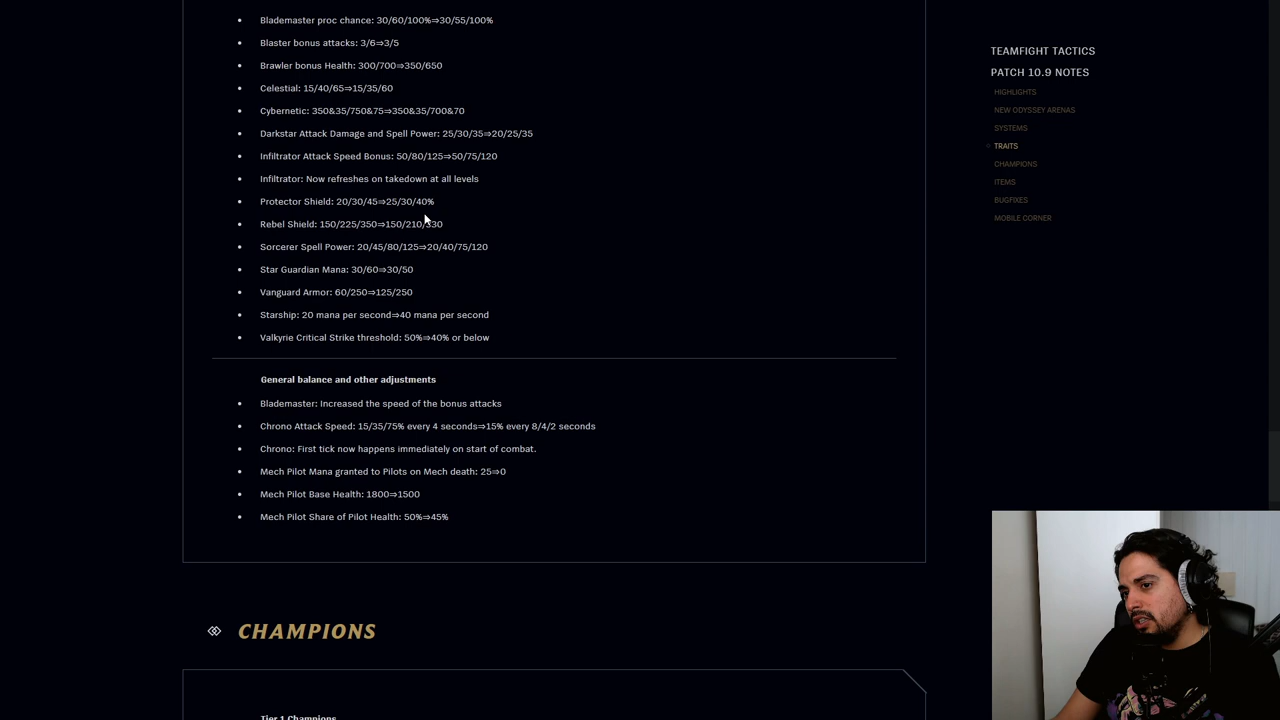 Blademaster proc chance: 30/60/100%⇒30/55/100%
Blaster bonus attacks: 3/6⇒3/5
Brawler bonus Health: 300/700⇒350/650
Celestial: 15/40/65⇒15/35/60
Cybernetic: 350&35/750&75⇒350&35/700&70
Darkstar Attack Damage and Spell Power: 25/30/35⇒20/25/35
Infiltrator Attack Speed Bonus: 50/80/125⇒50/75/120
Infiltrator: Now refreshes on takedown at all levels
Protector Shield: 20/30/45⇒25/30/40%
Rebel Shield: 150/225/350⇒150/210/330
Sorcerer Spell Power: 20/45/80/125⇒20/40/75/120
Star Guardian Mana: 30/60⇒30/50
Vanguard Armor: 60/250⇒125/250
Starship: 20 mana per second⇒40 mana per second
Valkyrie Critical Strike threshold: 50%⇒40% or below
General balance and other adjustments
Blademaster: Increased the speed of the bonus attacks
Chrono Attack Speed: 15/35/75% every 4 seconds⇒15% every 8/4/2 seconds
Chrono: First tick now happens immediately on start of combat.
Mech Pilot Mana granted to Pilots on Mech death: 25⇒0
Mech Pilot Base Health: 1800⇒1500
Mech Pilot Share of Pilot Health: 50%⇒45%
CHAMPIONS
Tier 1 Champions
TEAMFIGHT TACTICS
PATCH 10.9 NOTES
HIGHLIGHTS
NEW ODYSSEY ARENAS
SYSTEMS
TRAITS
CHAMPIONS
ITEMS
BUGFIXES
MOBILE CORNER